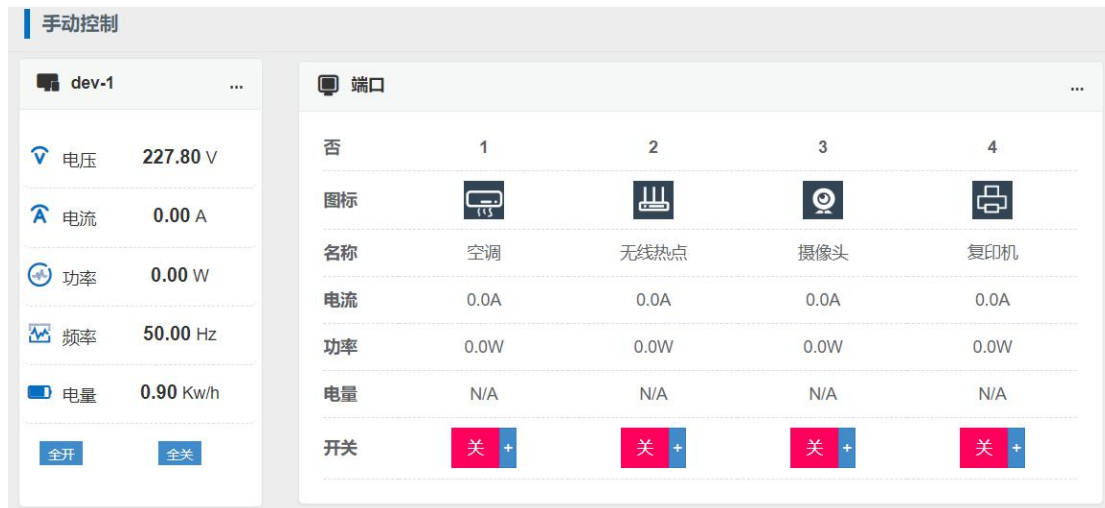 手动控制
dev-1 ...
电压 227.80 V
电流 0.00 A
功率 0.00 W
频率 50.00 Hz
电量 0.90 Kw/h
全开 全关
端口 ...
否 1 2 3 4
图标
名称 空调 无线热点 摄像头 复印机
电流 0.0A 0.0A 0.0A 0.0A
功率 0.0W 0.0W 0.0W 0.0W
电量 N/A N/A N/A N/A
开关 关 + 关 + 关 + 关 +